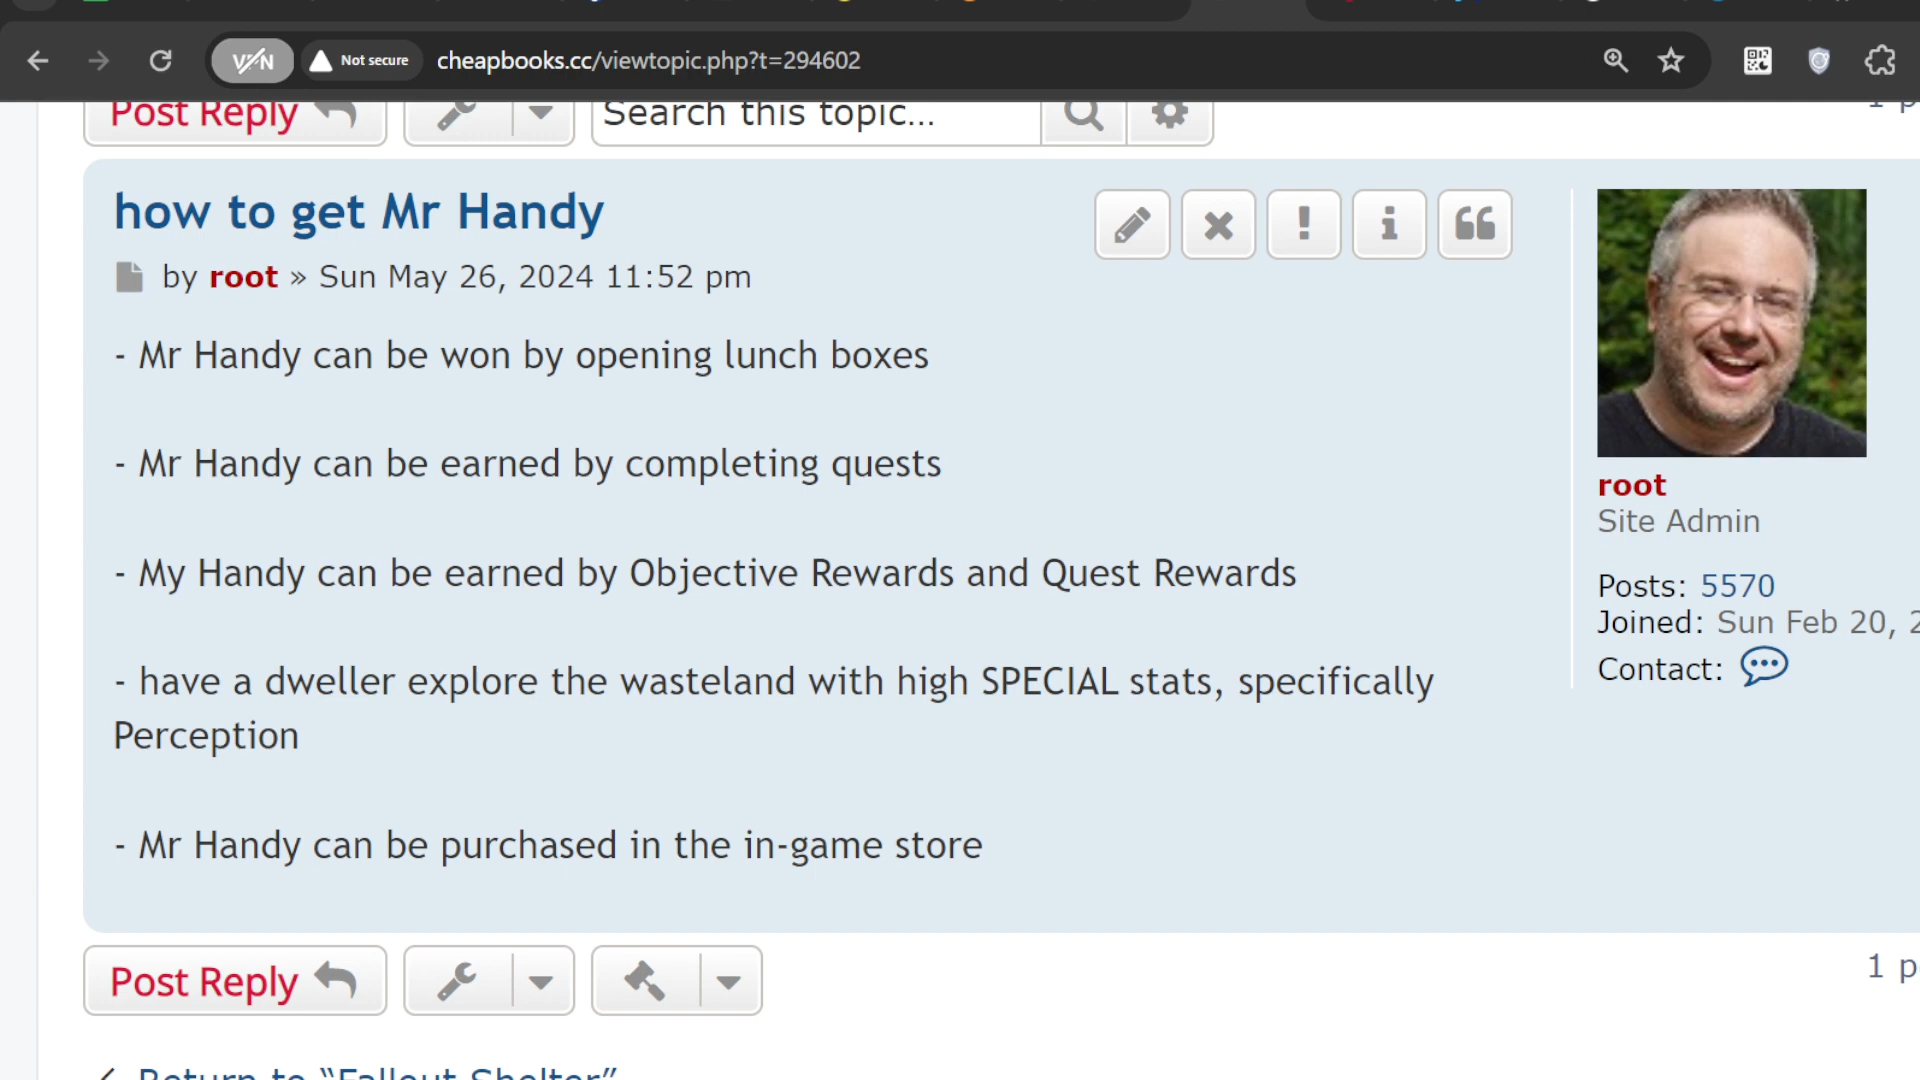 VPN
Not secure
cheapbooks.cc/viewtopic.php?t=294602
Post Reply
Search this topic...
how to get Mr Handy
by root » Sun May 26, 2024 11:52 pm
- Mr Handy can be won by opening lunch boxes
- Mr Handy can be earned by completing quests
- My Handy can be earned by Objective Rewards and Quest Rewards
- have a dweller explore the wasteland with high SPECIAL stats, specifically
Perception
- Mr Handy can be purchased in the in-game store
root
Site Admin
Posts: 5570
Joined: Sun Feb 20,
Contact:
Post Reply
1 p
Return to “Fallout Shelter”